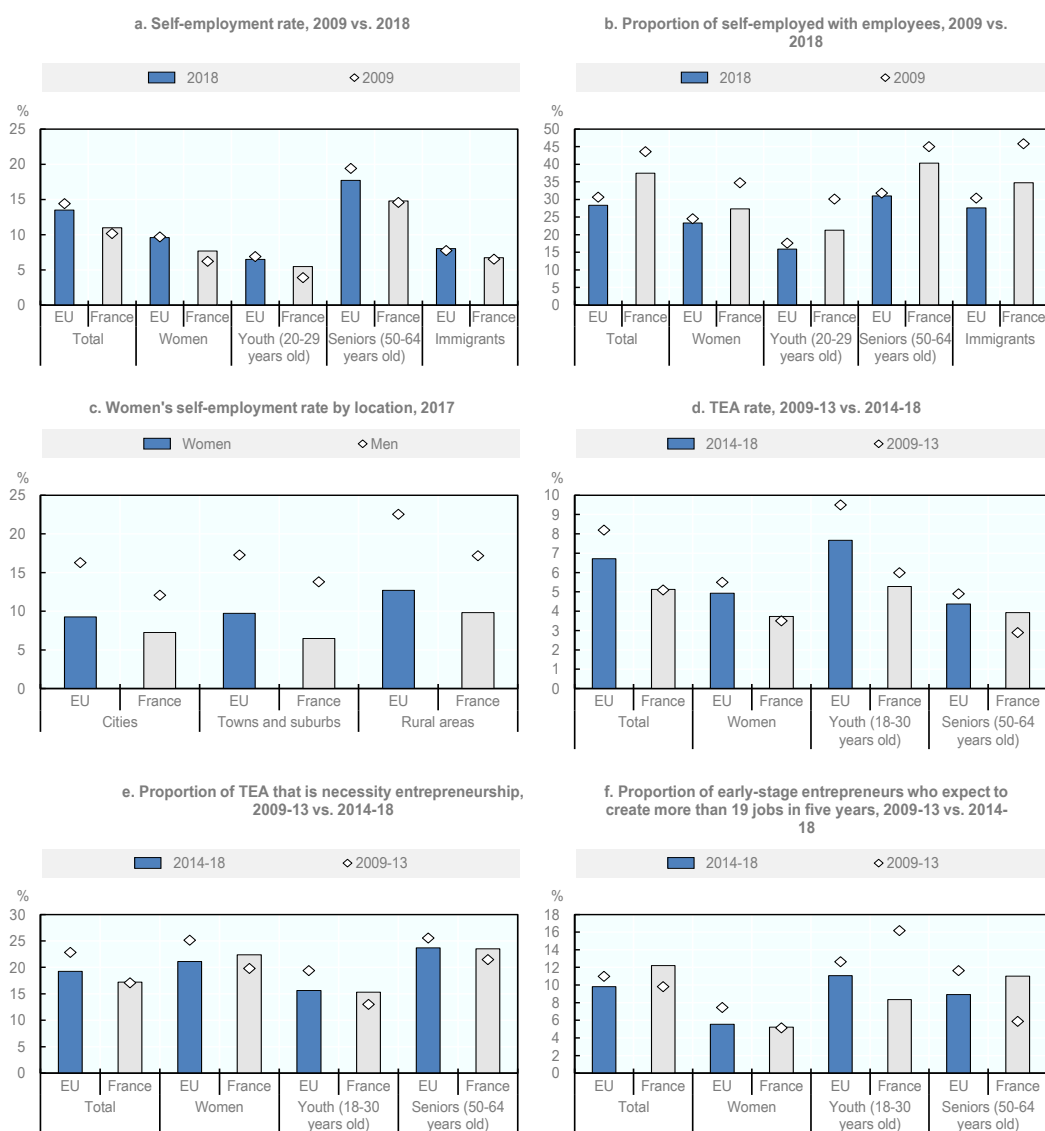 a. Self-employment rate, 2009 vs. 2018
2018
2009
%
25
20
15
10
5
0
EU
France
EU
France
EU
France
EU
France
EU
France
Total
Women
Youth (20-29
years old)
Seniors (50-64
years old)
Immigrants
b. Proportion of self-employed with employees, 2009 vs.
2018
2018
2009
%
50
45
40
35
30
25
20
15
10
5
0
EU
France
EU
France
EU
France
EU
France
EU
France
Total
Women
Youth (20-29
years old)
Seniors (50-64
years old)
Immigrants
c. Women's self-employment rate by location, 2017
Women
Men
%
25
20
15
10
5
0
EU
France
EU
France
EU
France
Cities
Towns and suburbs
Rural areas
d. TEA rate, 2009-13 vs. 2014-18
2014-18
2009-13
%
10
9
8
7
6
5
4
3
2
1
0
EU
France
EU
France
EU
France
EU
France
Total
Women
Youth (18-30
years old)
Seniors (50-64
years old)
e. Proportion of TEA that is necessity entrepreneurship,
2009-13 vs. 2014-18
2014-18
2009-13
%
30
25
20
15
10
5
0
EU
France
EU
France
EU
France
EU
France
Total
Women
Youth (18-30
years old)
Seniors (50-64
years old)
f. Proportion of early-stage entrepreneurs who expect to
create more than 19 jobs in five years, 2009-13 vs. 2014-
18
2014-18
2009-13
%
18
16
14
12
10
8
6
4
2
0
EU
France
EU
France
EU
France
EU
France
Total
Women
Youth (18-30
years old)
Seniors (50-64
years old)